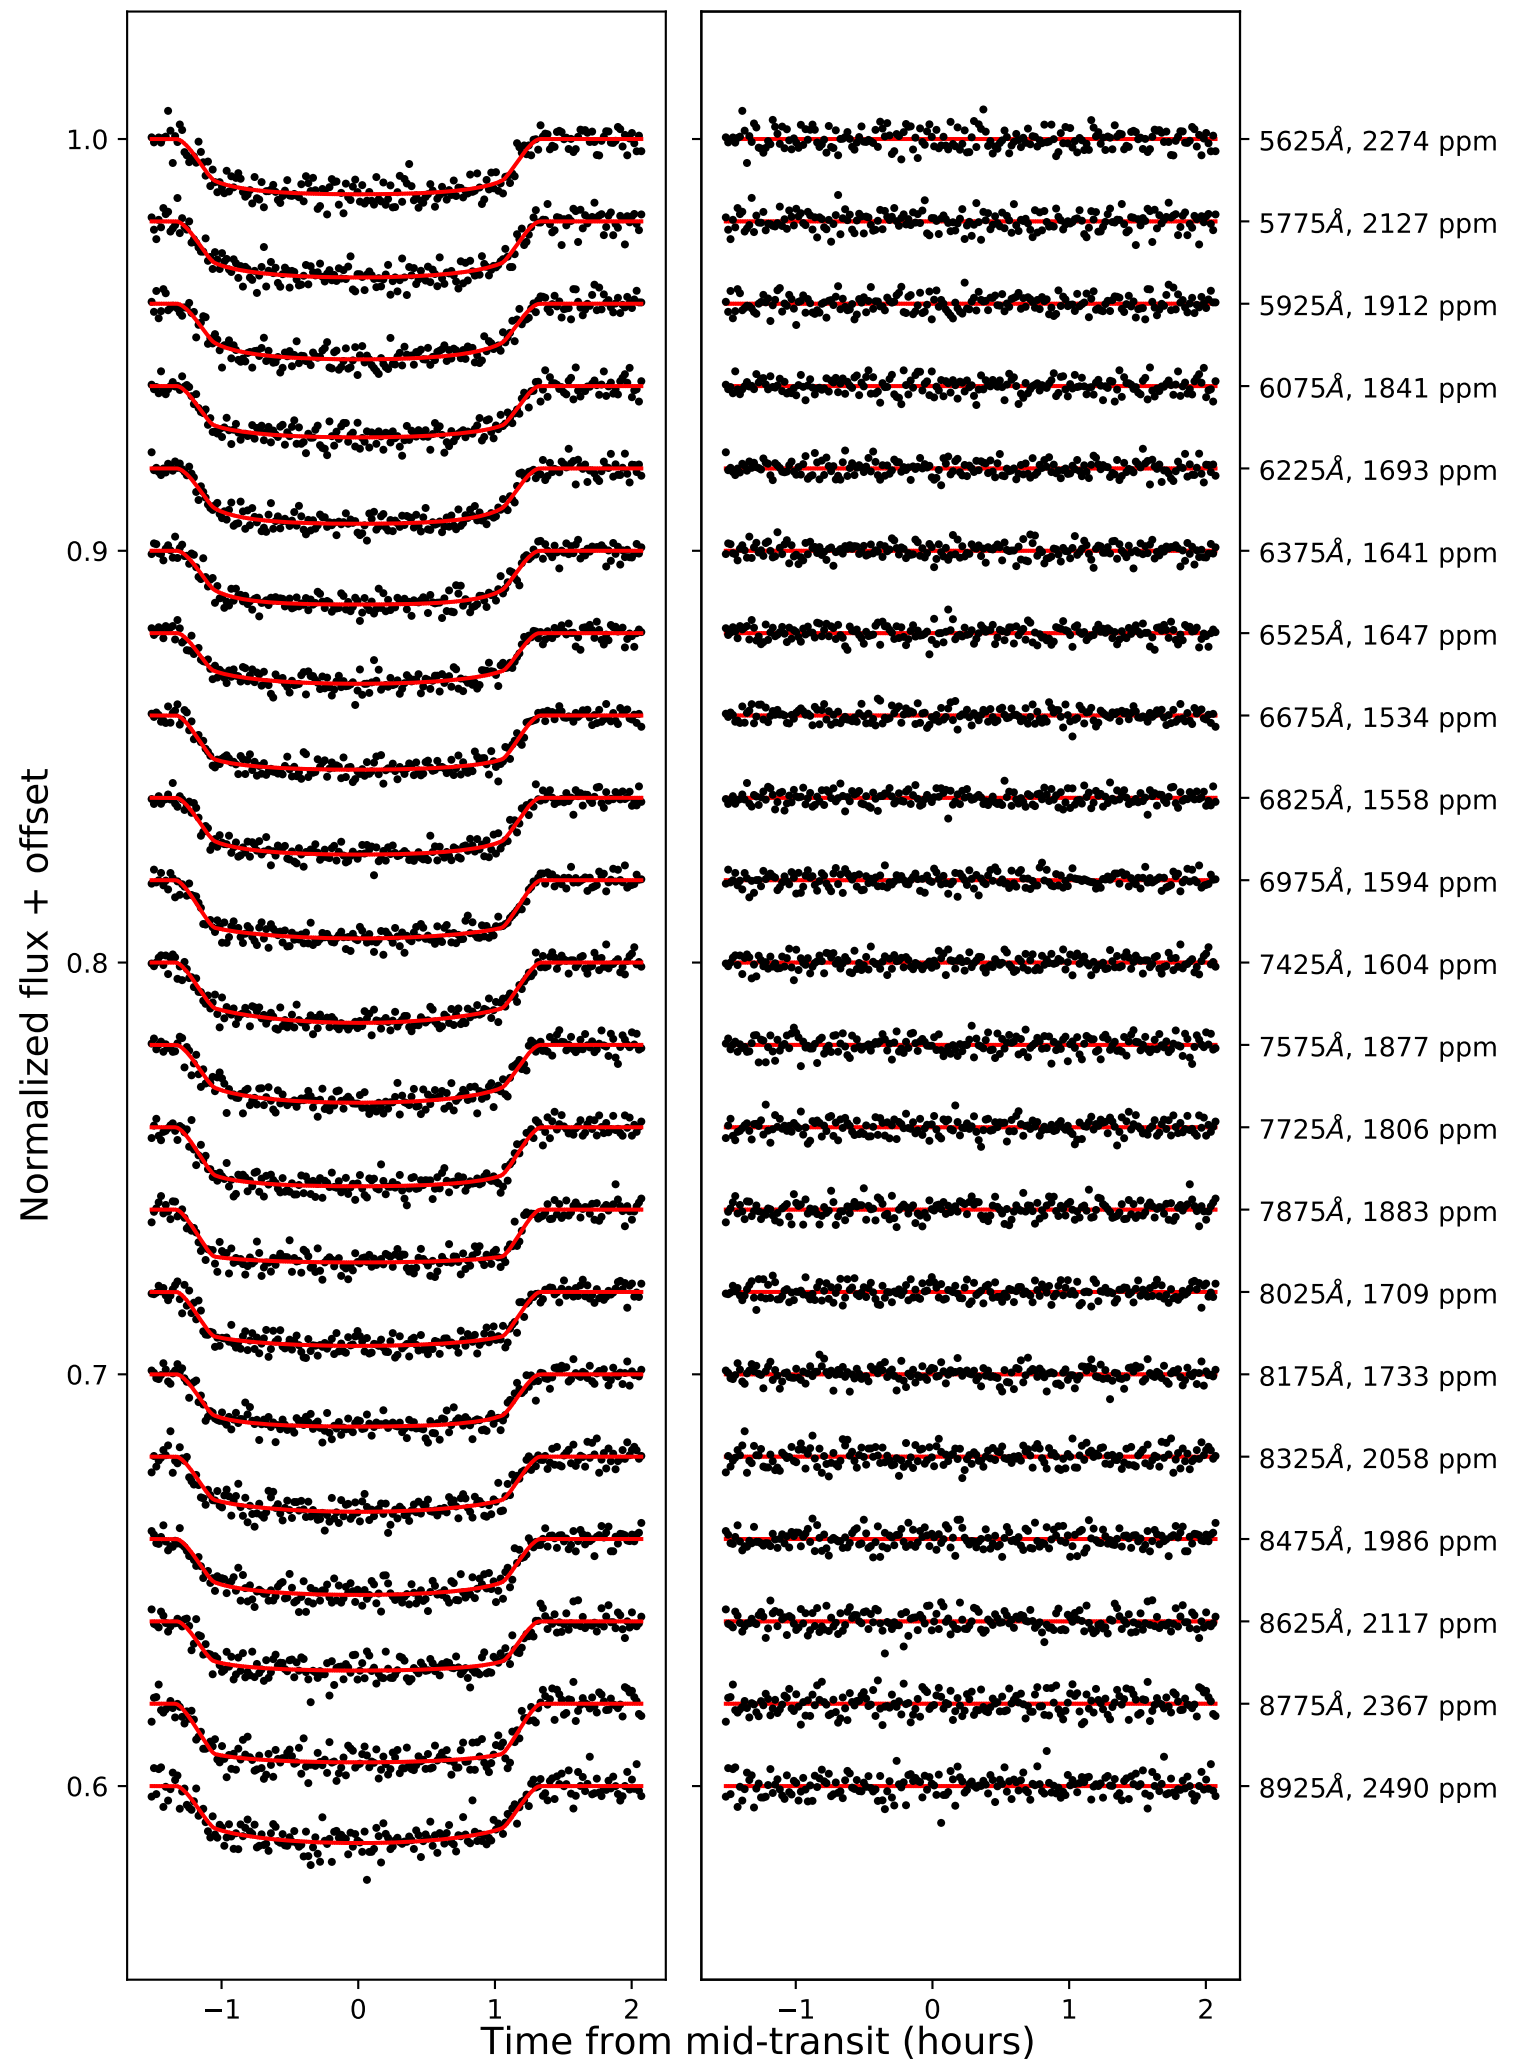 Normalized flux + offset
1.0
0.9
0.8
0.7
0.6
5625Å, 2274 ppm
5775Å, 2127 ppm
5925Å, 1912 ppm
6075Å, 1841 ppm
6225Å, 1693 ppm
6375Å, 1641 ppm
6525Å, 1647 ppm
6675Å, 1534 ppm
6825Å, 1558 ppm
6975Å, 1594 ppm
7425Å, 1604 ppm
7575Å, 1877 ppm
7725Å, 1806 ppm
7875Å, 1883 ppm
8025Å, 1709 ppm
8175Å, 1733 ppm
8325Å, 2058 ppm
8475Å, 1986 ppm
8625Å, 2117 ppm
8775Å, 2367 ppm
8925Å, 2490 ppm
−1 0 1 2 −1 0 1 2
Time from mid-transit (hours)